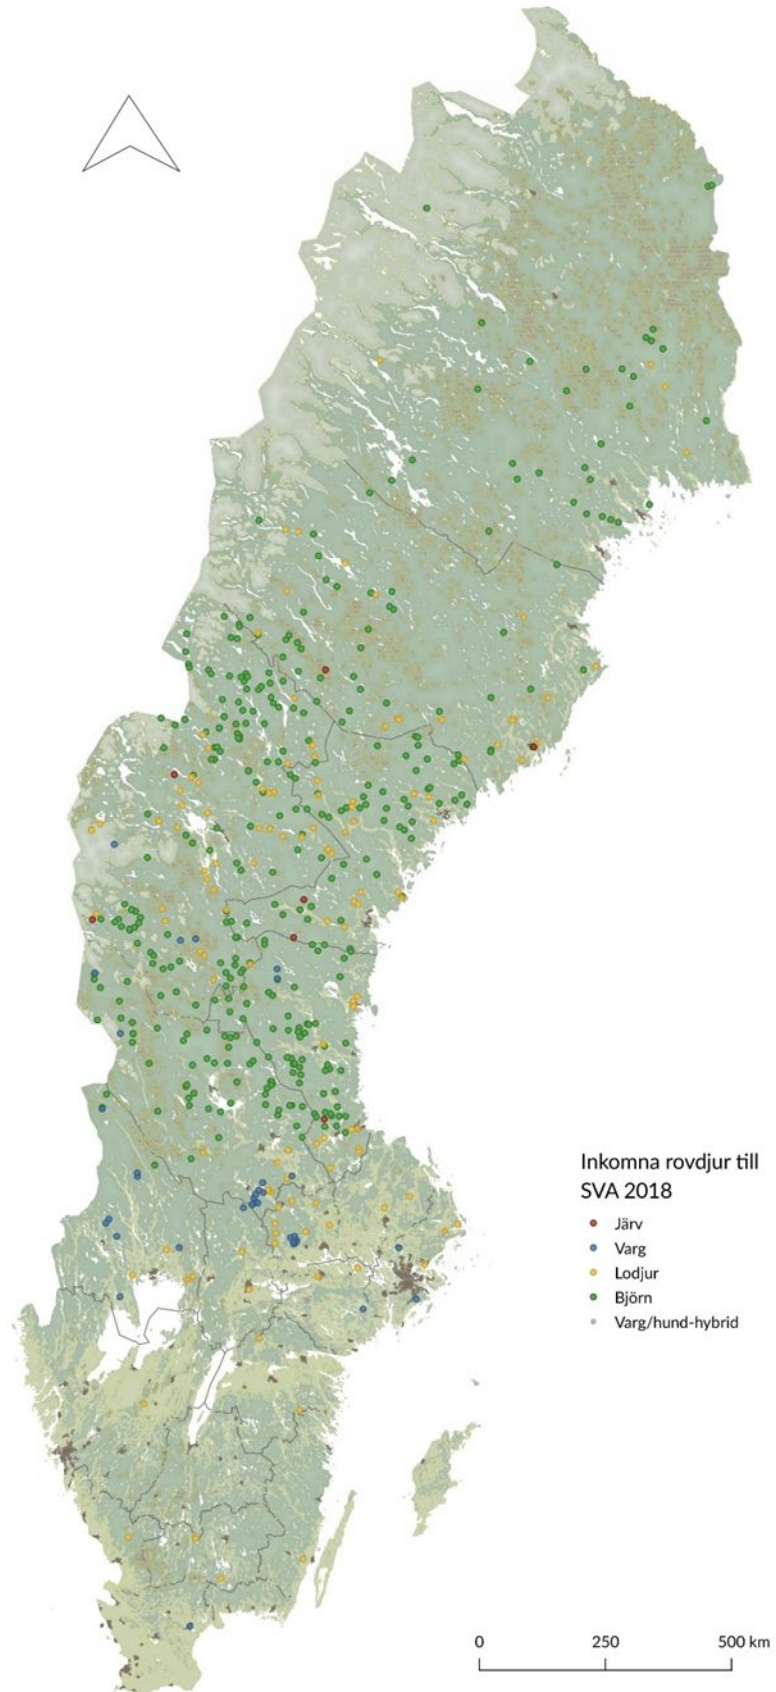 Inkomna rovdjur till
SVA 2018
Järv
Varg
Lodjur
Björn
Varg/hund-hybrid
0 250 500 km